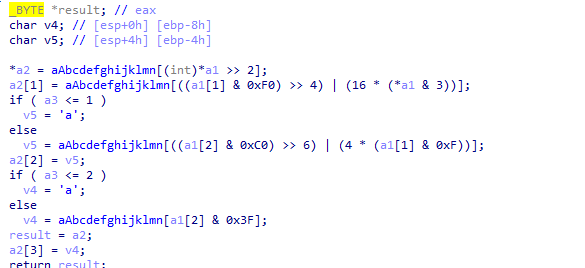 _BYTE *result; // eax
char v4; // [esp+0h] [ebp-8h]
char v5; // [esp+4h] [ebp-4h]
*a2 = aAbcdefghijklmn[(int)*a1 >> 2];
a2[1] = aAbcdefghijklmn[((a1[1] & 0xF0) >> 4) | (16 * (*a1 & 3))];
if ( a3 <= 1 )
v5 = 'a';
else
v5 = aAbcdefghijklmn[((a1[2] & 0xC0) >> 6) | (4 * (a1[1] & 0xF))];
a2[2] = v5;
if ( a3 <= 2 )
v4 = 'a';
else
v4 = aAbcdefghijklmn[a1[2] & 0x3F];
result = a2;
a2[3] = v4;
return result;